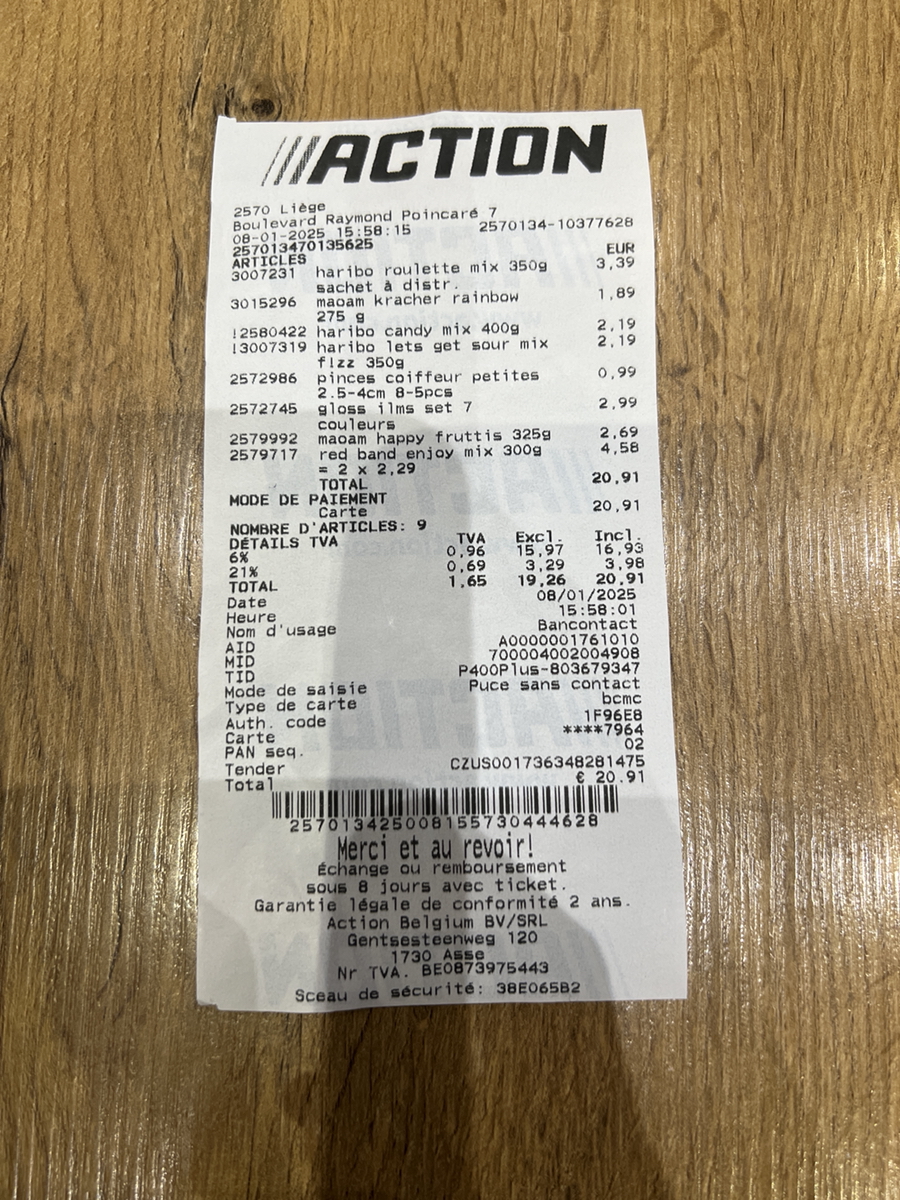 ///ACTION
2570 Liège
Boulevard Raymond Poincaré 7
08-01-2025 15:58:15 2570134-10377628
257013470135625
ARTICLES EUR
3007231 haribo roulette mix 350g 3,39
sachet à distr.
3015296 maoam kracher rainbow 1,89
275 g
!2580422 haribo candy mix 400g 2,19
!3007319 haribo lets get sour mix 2,19
f!zz 350g
2572986 pinces coiffeur petites 0,99
2.5-4cm 8-5pcs
2572745 gloss ilms set 7 2,99
couleurs
2579992 maoam happy fruttis 325g 2,69
2579717 red band enjoy mix 300g 4,58
= 2 x 2,29
TOTAL 20,91
MODE DE PAIEMENT
Carte 20,91
NOMBRE D'ARTICLES: 9
DÉTAILS TVA TVA Excl. Incl.
6% 0,96 15,97 16,93
21% 0,69 3,29 3,98
TOTAL 1,65 19,26 20,91
Date 08/01/2025
Heure 15:58:01
Nom d'usage Bancontact
AID A0000001761010
MID 700004002004908
TID P400Plus-803679347
Mode de saisie Puce sans contact
Type de carte bcmc
Auth. code 1F96E8
Carte ****7964
PAN seq. 02
Tender CZUS001736348281475
Total € 20.91
257013425008155730444628
Merci et au revoir!
Échange ou remboursement
sous 8 jours avec ticket.
Garantie légale de conformité 2 ans.
Action Belgium BV/SRL
Gentsesteenweg 120
1730 Asse
Nr TVA. BE0873975443
Sceau de sécurité: 38E065B2